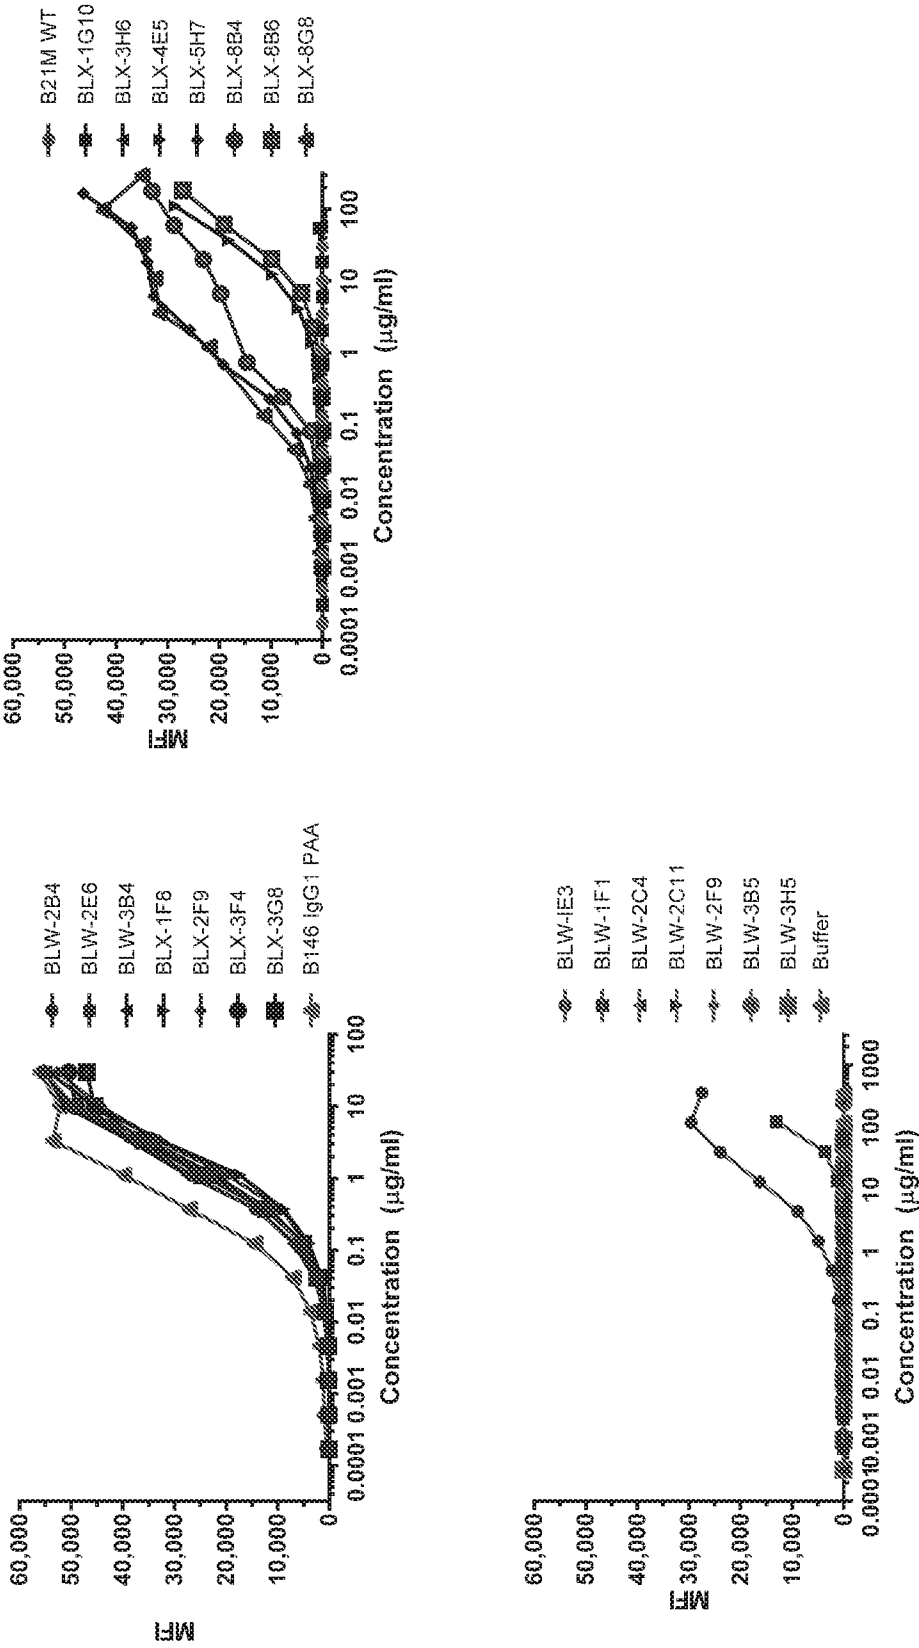 60,000
50,000
40,000
30,000
20,000
10,000
0
MFI
0.0001
0.001
0.01
0.1
1
10
100
Concentration (µg/ml)
BLW-2B4
BLW-2E6
BLW-3B4
BLX-1F6
BLX-2F9
BLX-3F4
BLX-3G8
B146 IgG1 PAA
60,000
50,000
40,000
30,000
20,000
10,000
0
MFI
0.0001
0.001
0.01
0.1
1
10
100
Concentration (µg/ml)
B21M WT
BLX-1G10
BLX-3H6
BLX-4E5
BLX-5H7
BLX-8B4
BLX-8B6
BLX-8G8
60,000
50,000
40,000
30,000
20,000
10,000
0
MFI
0.0001
0.001
0.01
0.1
1
10
100
1000
Concentration (µg/ml)
BLW-IE3
BLW-1F1
BLW-2C4
BLW-2C11
BLW-2F9
BLW-3B5
BLW-3H5
Buffer